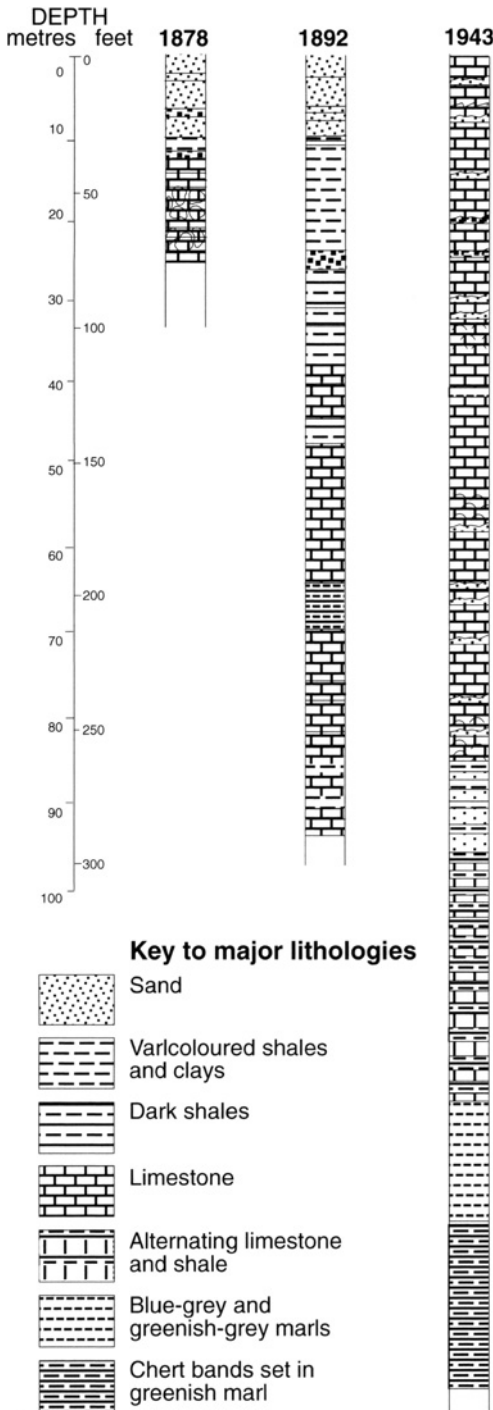 DEPTH
metres feet 1878 1892 1943
0 0
10
50
20
30
100
40
50 150
60
200
70
80 250
90
300
100
Key to major lithologies
Sand
Varlcoloured shales
and clays
Dark shales
Limestone
Alternating limestone
and shale
Blue-grey and
greenish-grey marls
Chert bands set in
greenish marl